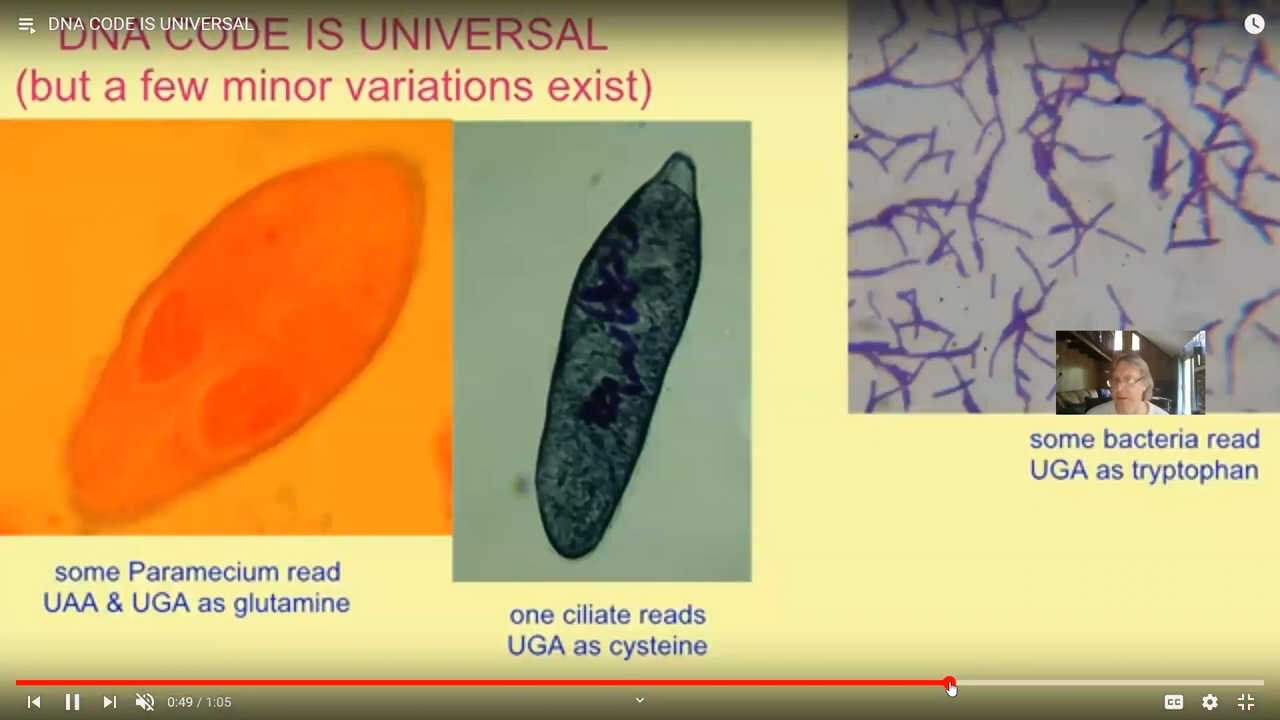 DNA CODE IS UNIVERSAL
DNA CODE IS UNIVERSAL
(but a few minor variations exist)
some Paramecium read
UAA & UGA as glutamine
one ciliate reads
UGA as cysteine
some bacteria read
UGA as tryptophan
0:49 / 1:05
CC